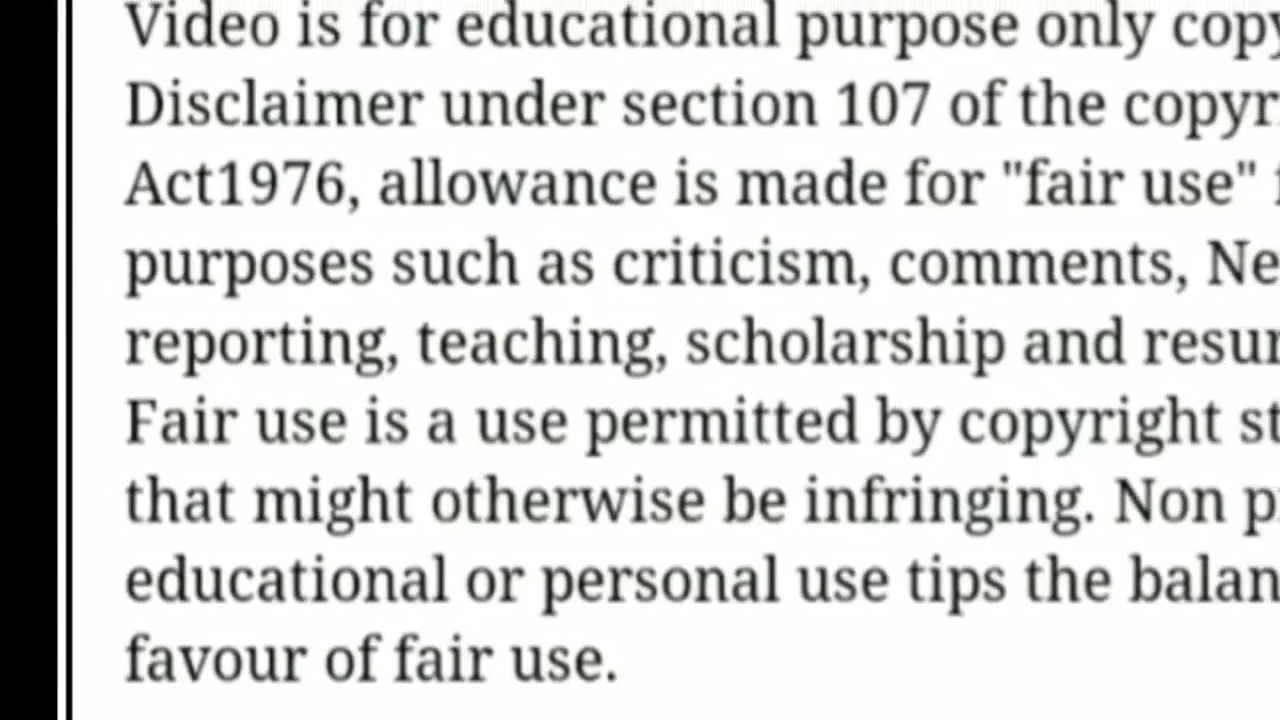 Video is for educational purpose only copy
Disclaimer under section 107 of the copyr
Act1976, allowance is made for "fair use"
purposes such as criticism, comments, Ne
reporting, teaching, scholarship and resur
Fair use is a use permitted by copyright st
that might otherwise be infringing. Non p
educational or personal use tips the balan
favour of fair use.